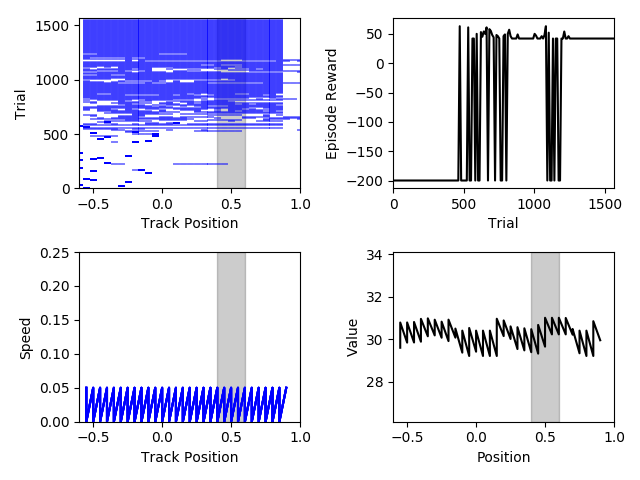 1500
1000
500
0
Trial
−0.5 0.0 0.5 1.0
Track Position
50
0
−50
−100
−150
−200
Episode Reward
0 500 1000 1500
Trial
0.25
0.20
0.15
0.10
0.05
0.00
Speed
−0.5 0.0 0.5 1.0
Track Position
34
32
30
28
Value
−0.5 0.0 0.5 1.0
Position